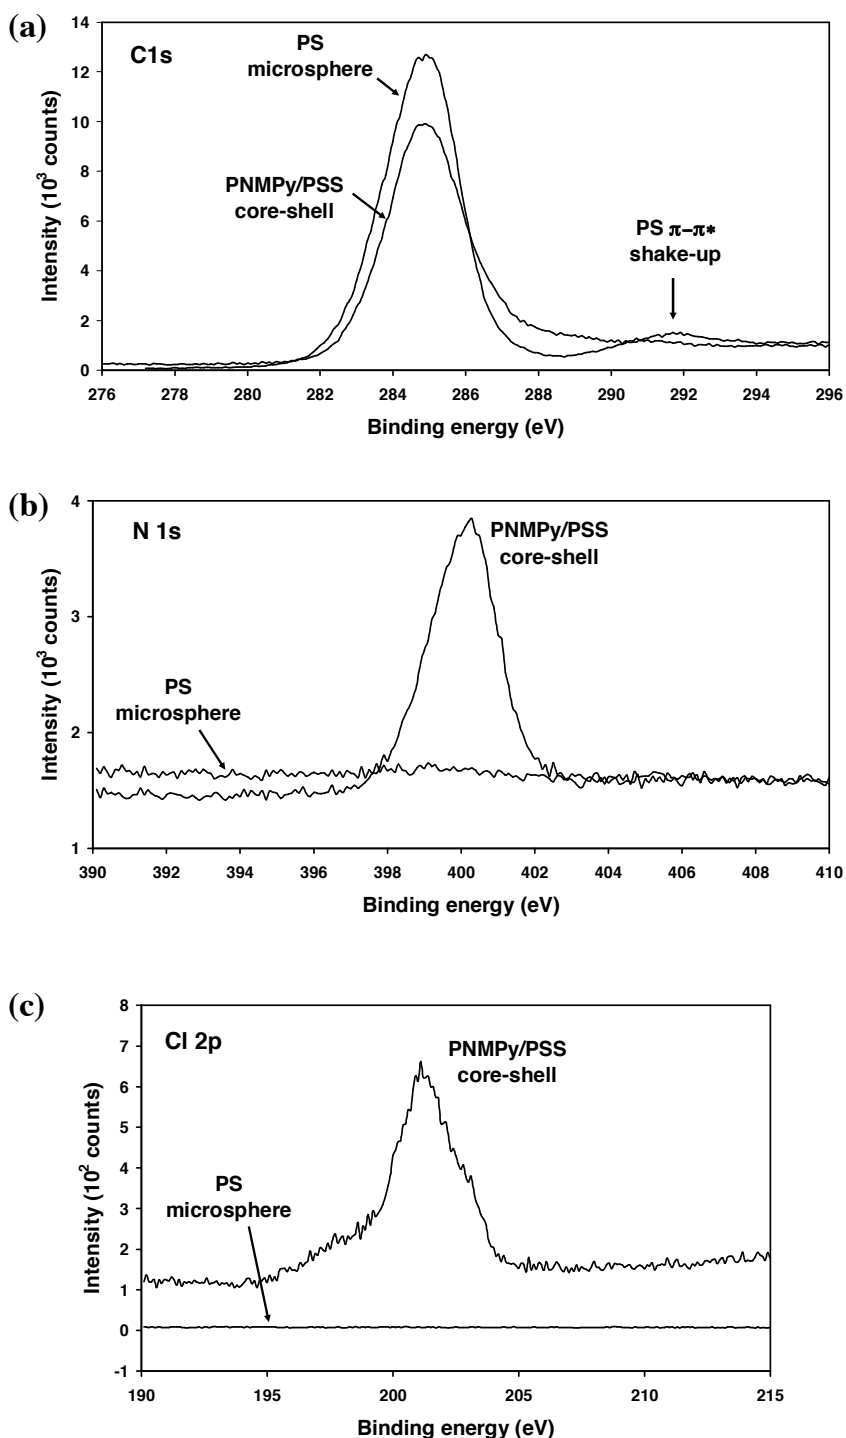 (a)
C1s
PS
microsphere
PNMPy/PSS
core-shell
PS π–π*
shake-up
Intensity (10³ counts)
14
12
10
8
6
4
2
0
276 278 280 282 284 286 288 290 292 294 296
Binding energy (eV)
(b)
N 1s
PNMPy/PSS
core-shell
PS
microsphere
Intensity (10³ counts)
4
3
2
1
390 392 394 396 398 400 402 404 406 408 410
Binding energy (eV)
(c)
Cl 2p
PNMPy/PSS
core-shell
PS
microsphere
Intensity (10² counts)
8
7
6
5
4
3
2
1
0
-1
190 195 200 205 210 215
Binding energy (eV)